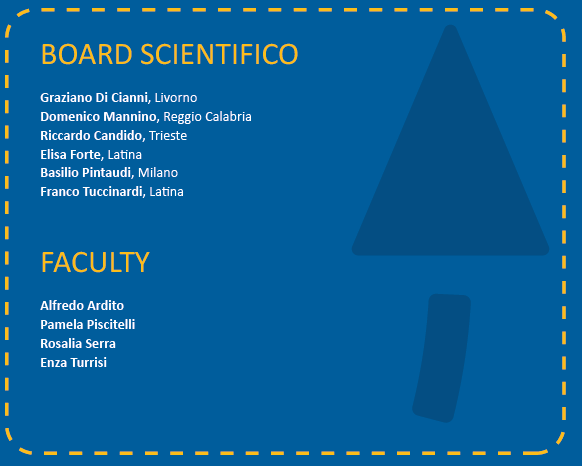 BOARD SCIENTIFICO
Graziano Di Cianni, Livorno
Domenico Mannino, Reggio Calabria
Riccardo Candido, Trieste
Elisa Forte, Latina
Basilio Pintaudi, Milano
Franco Tuccinardi, Latina
FACULTY
Alfredo Ardito
Pamela Piscitelli
Rosalia Serra
Enza Turrisi